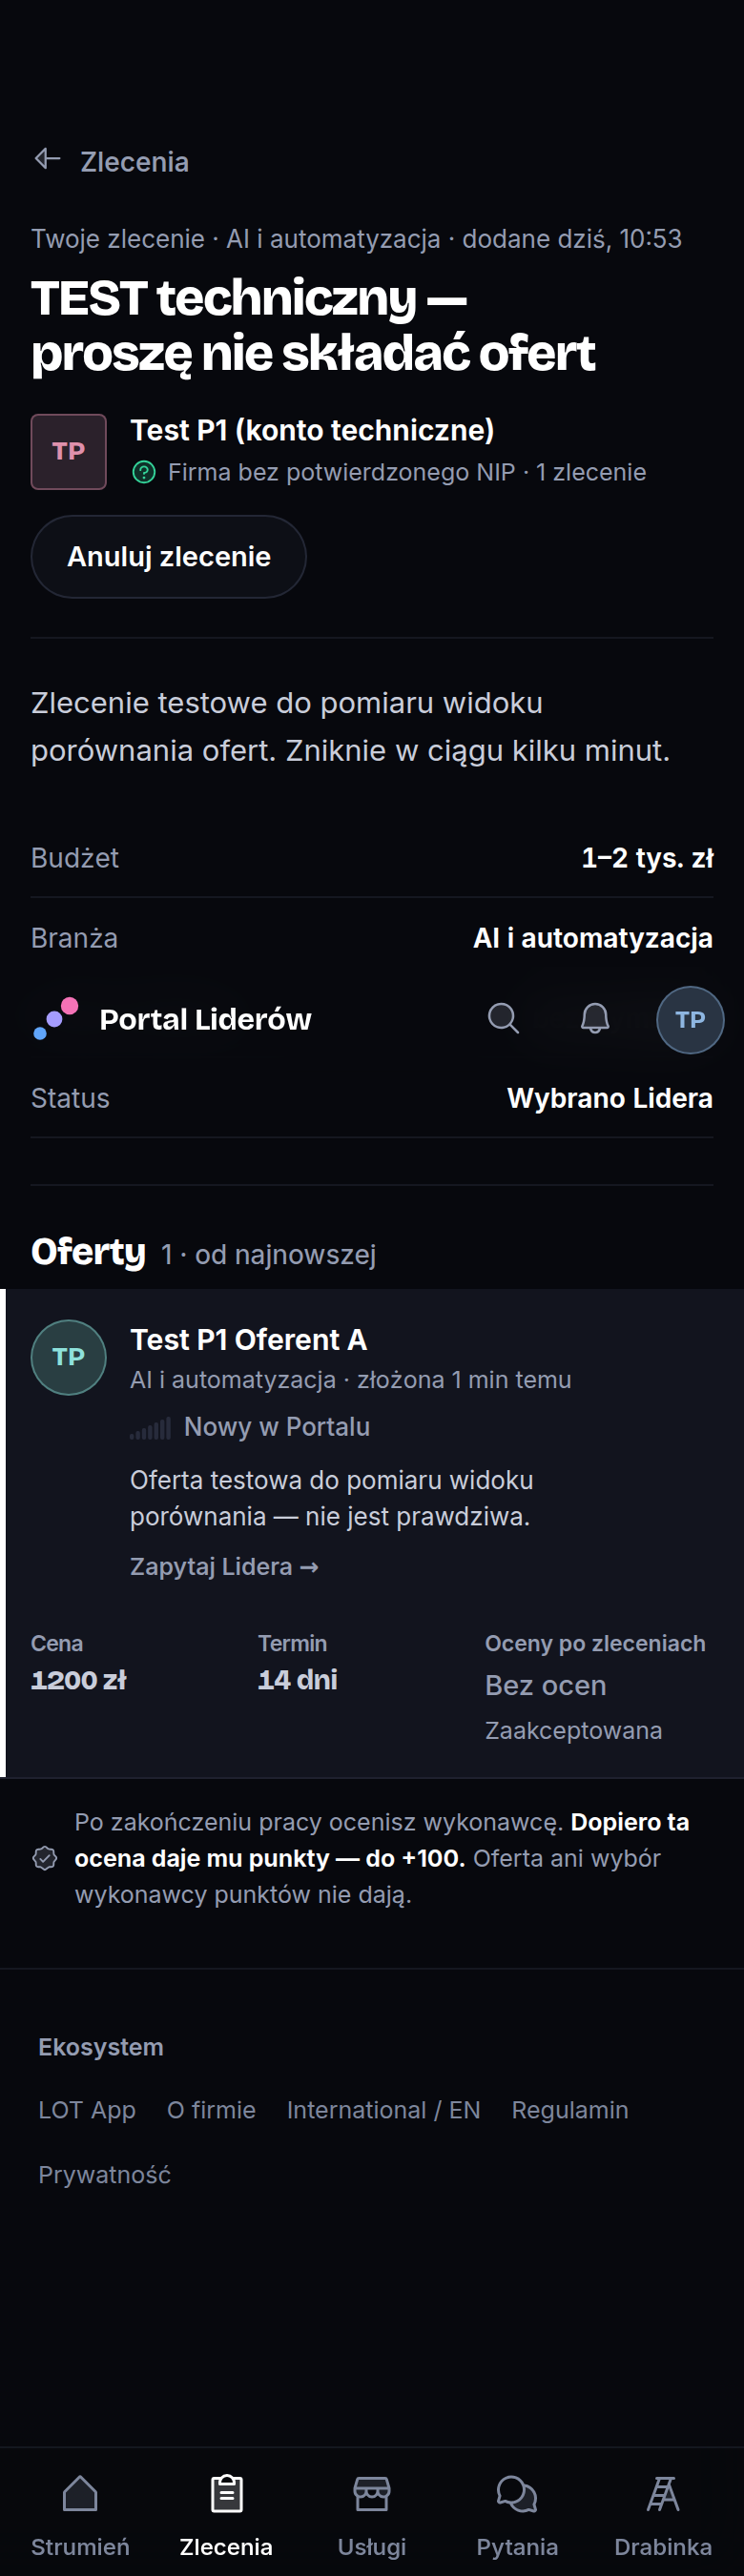 Zlecenia
Twoje zlecenie · AI i automatyzacja · dodane dziś, 10:53
TEST techniczny —
proszę nie składać ofert
TP
Test P1 (konto techniczne)
Firma bez potwierdzonego NIP · 1 zlecenie
Anuluj zlecenie
Zlecenie testowe do pomiaru widoku
porównania ofert. Zniknie w ciągu kilku minut.
Budżet 1–2 tys. zł
Branża AI i automatyzacja
Portal Liderów TP
Status Wybrano Lidera
Oferty 1 · od najnowszej
TP
Test P1 Oferent A
AI i automatyzacja · złożona 1 min temu
Nowy w Portalu
Oferta testowa do pomiaru widoku
porównania — nie jest prawdziwa.
Zapytaj Lidera →
Cena Termin Oceny po zleceniach
1200 zł 14 dni Bez ocen
Zaakceptowana
Po zakończeniu pracy ocenisz wykonawcę. Dopiero ta
ocena daje mu punkty — do +100. Oferta ani wybór
wykonawcy punktów nie dają.
Ekosystem
LOT App O firmie International / EN Regulamin
Prywatność
Strumień Zlecenia Usługi Pytania Drabinka